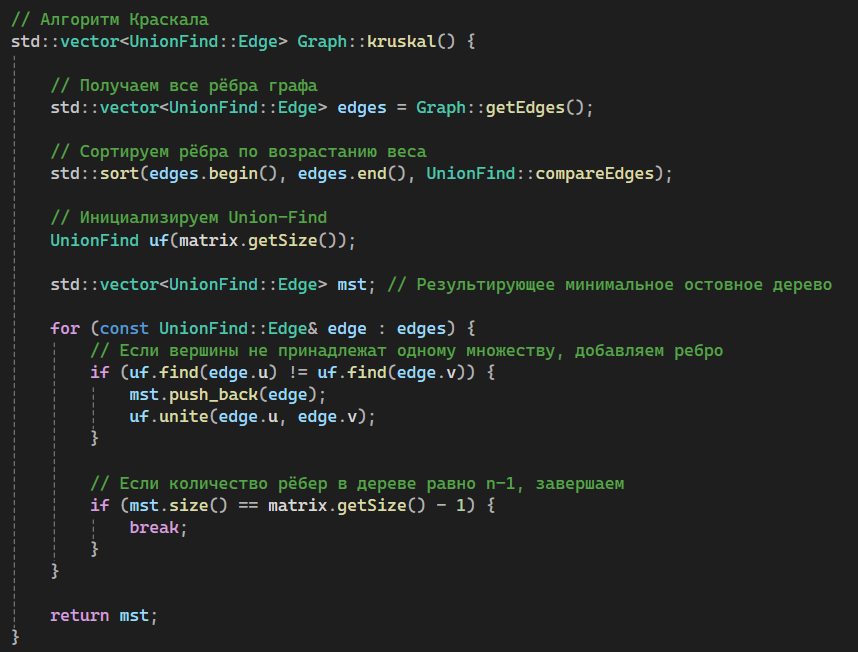 // Алгоритм Краскала
std::vector<UnionFind::Edge> Graph::kruskal() {
// Получаем все рёбра графа
std::vector<UnionFind::Edge> edges = Graph::getEdges();
// Сортируем рёбра по возрастанию веса
std::sort(edges.begin(), edges.end(), UnionFind::compareEdges);
// Инициализируем Union-Find
UnionFind uf(matrix.getSize());
std::vector<UnionFind::Edge> mst; // Результирующее минимальное остовное дерево
for (const UnionFind::Edge& edge : edges) {
// Если вершины не принадлежат одному множеству, добавляем ребро
if (uf.find(edge.u) != uf.find(edge.v)) {
mst.push_back(edge);
uf.unite(edge.u, edge.v);
}
// Если количество рёбер в дереве равно n-1, завершаем
if (mst.size() == matrix.getSize() - 1) {
break;
}
}
return mst;
}